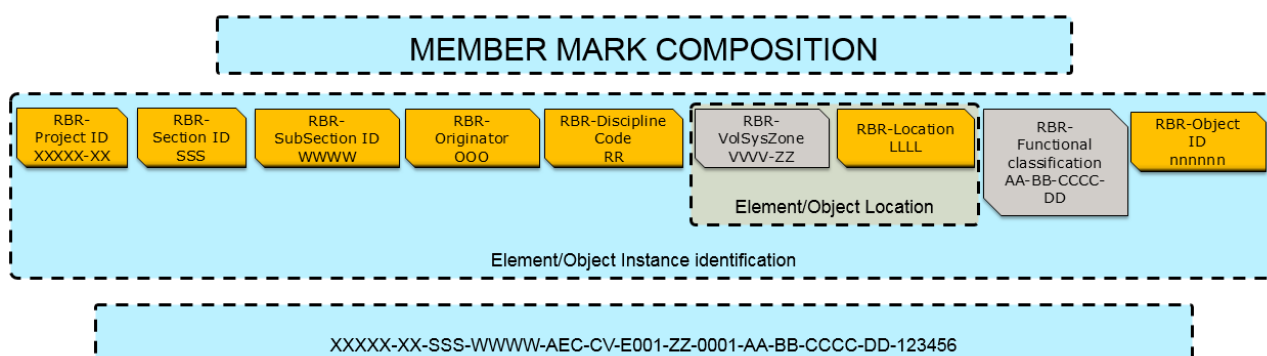 MEMBER MARK COMPOSITION
RBR-
Project ID
XXXXX-XX
RBR-
Section ID
SSS
RBR-
SubSection ID
WWWW
RBR-
Originator
OOO
RBR-Discipline
Code
RR
RBR-
VolSysZone
VVVV-ZZ
RBR-Location
LLLL
RBR-
Functional
classification
AA-BB-CCCC-
DD
RBR-Object
ID
nnnnnn
Element/Object Location
Element/Object Instance identification
XXXXX-XX-SSS-WWWW-AEC-CV-E001-ZZ-0001-AA-BB-CCCC-DD-123456